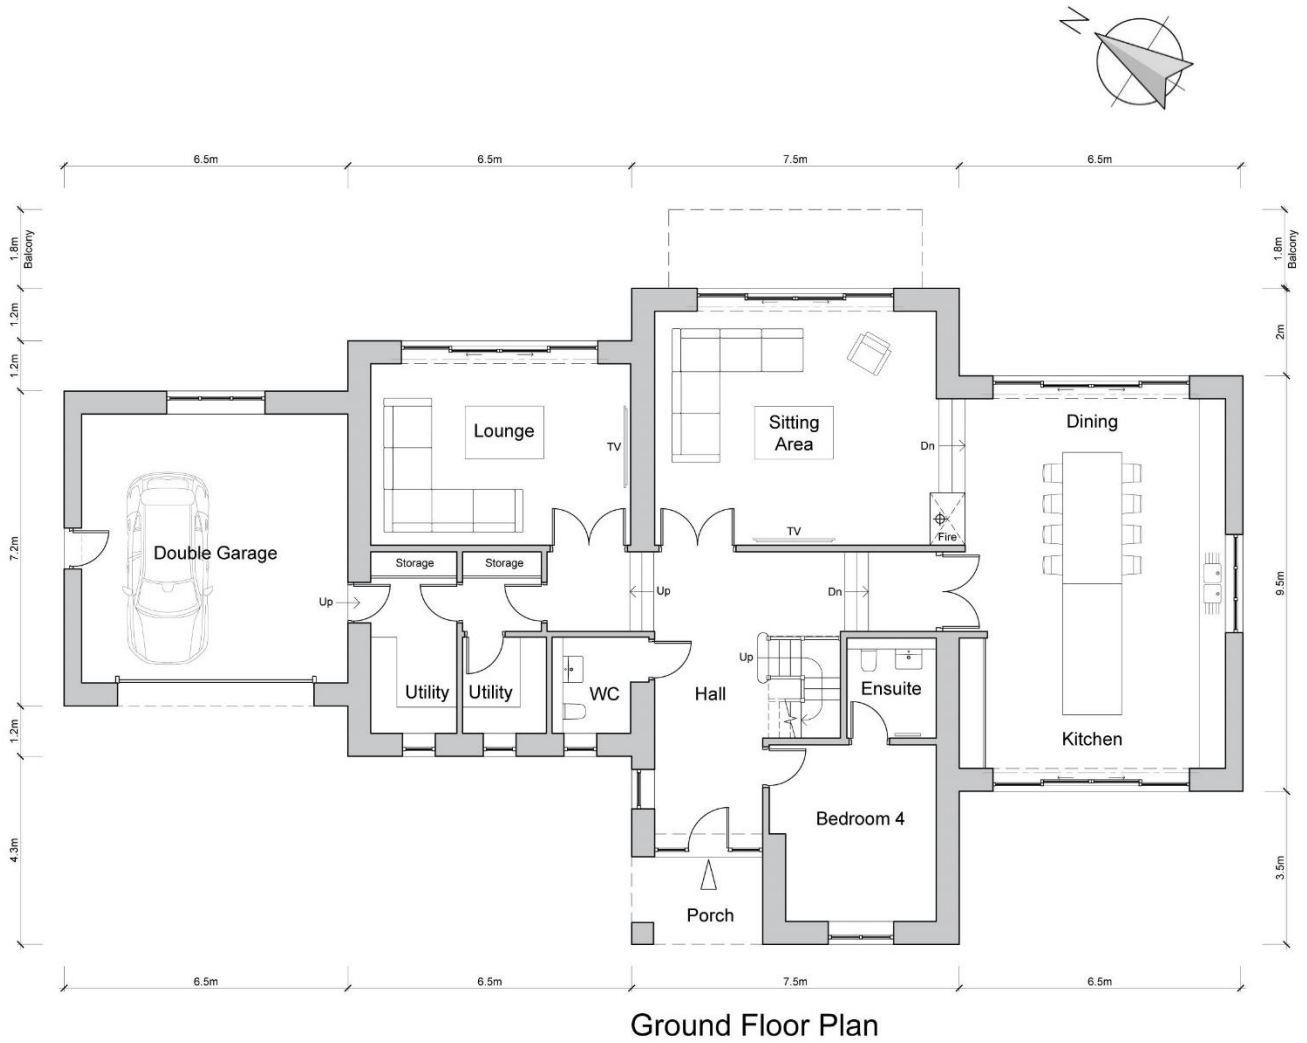 N
6.5m
6.5m
7.5m
6.5m
1.8m
Balcony
1.2m
1.2m
7.2m
1.2m
4.3m
1.8m
Balcony
2m
9.5m
3.5m
Lounge
TV
Sitting
Area
Dn
Dining
Double Garage
TV
Fire
Storage
Storage
Up
Up
Dn
Up
Utility
Utility
WC
Hall
Ensuite
Kitchen
Bedroom 4
Porch
6.5m
6.5m
7.5m
6.5m
Ground Floor Plan